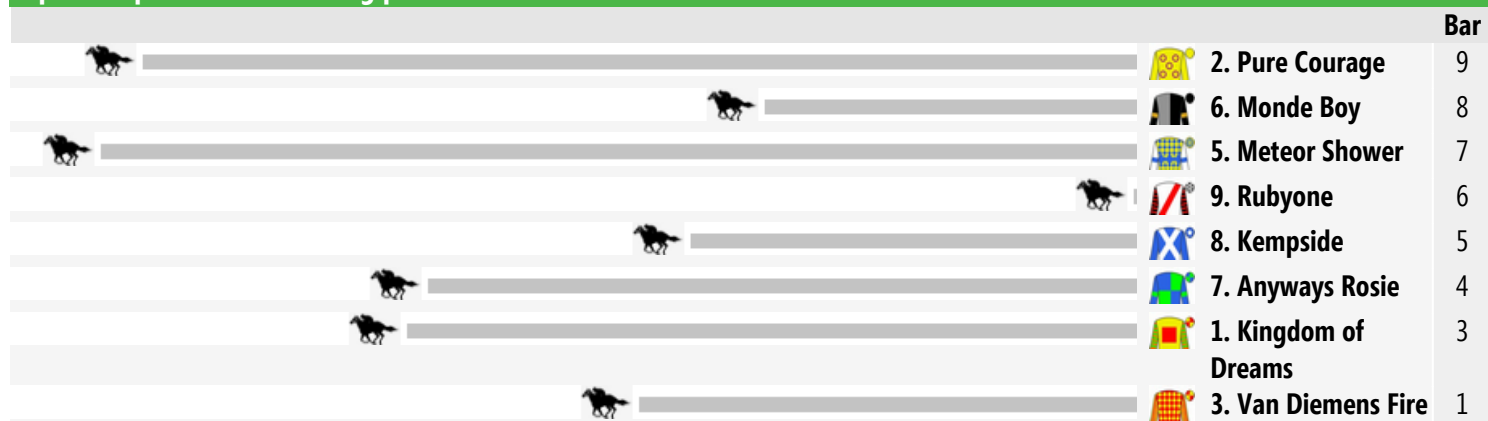 Bar
2. Pure Courage 9
6. Monde Boy 8
5. Meteor Shower 7
9. Rubyone 6
8. Kempside 5
7. Anyways Rosie 4
1. Kingdom of 3
Dreams
3. Van Diemens Fire 1